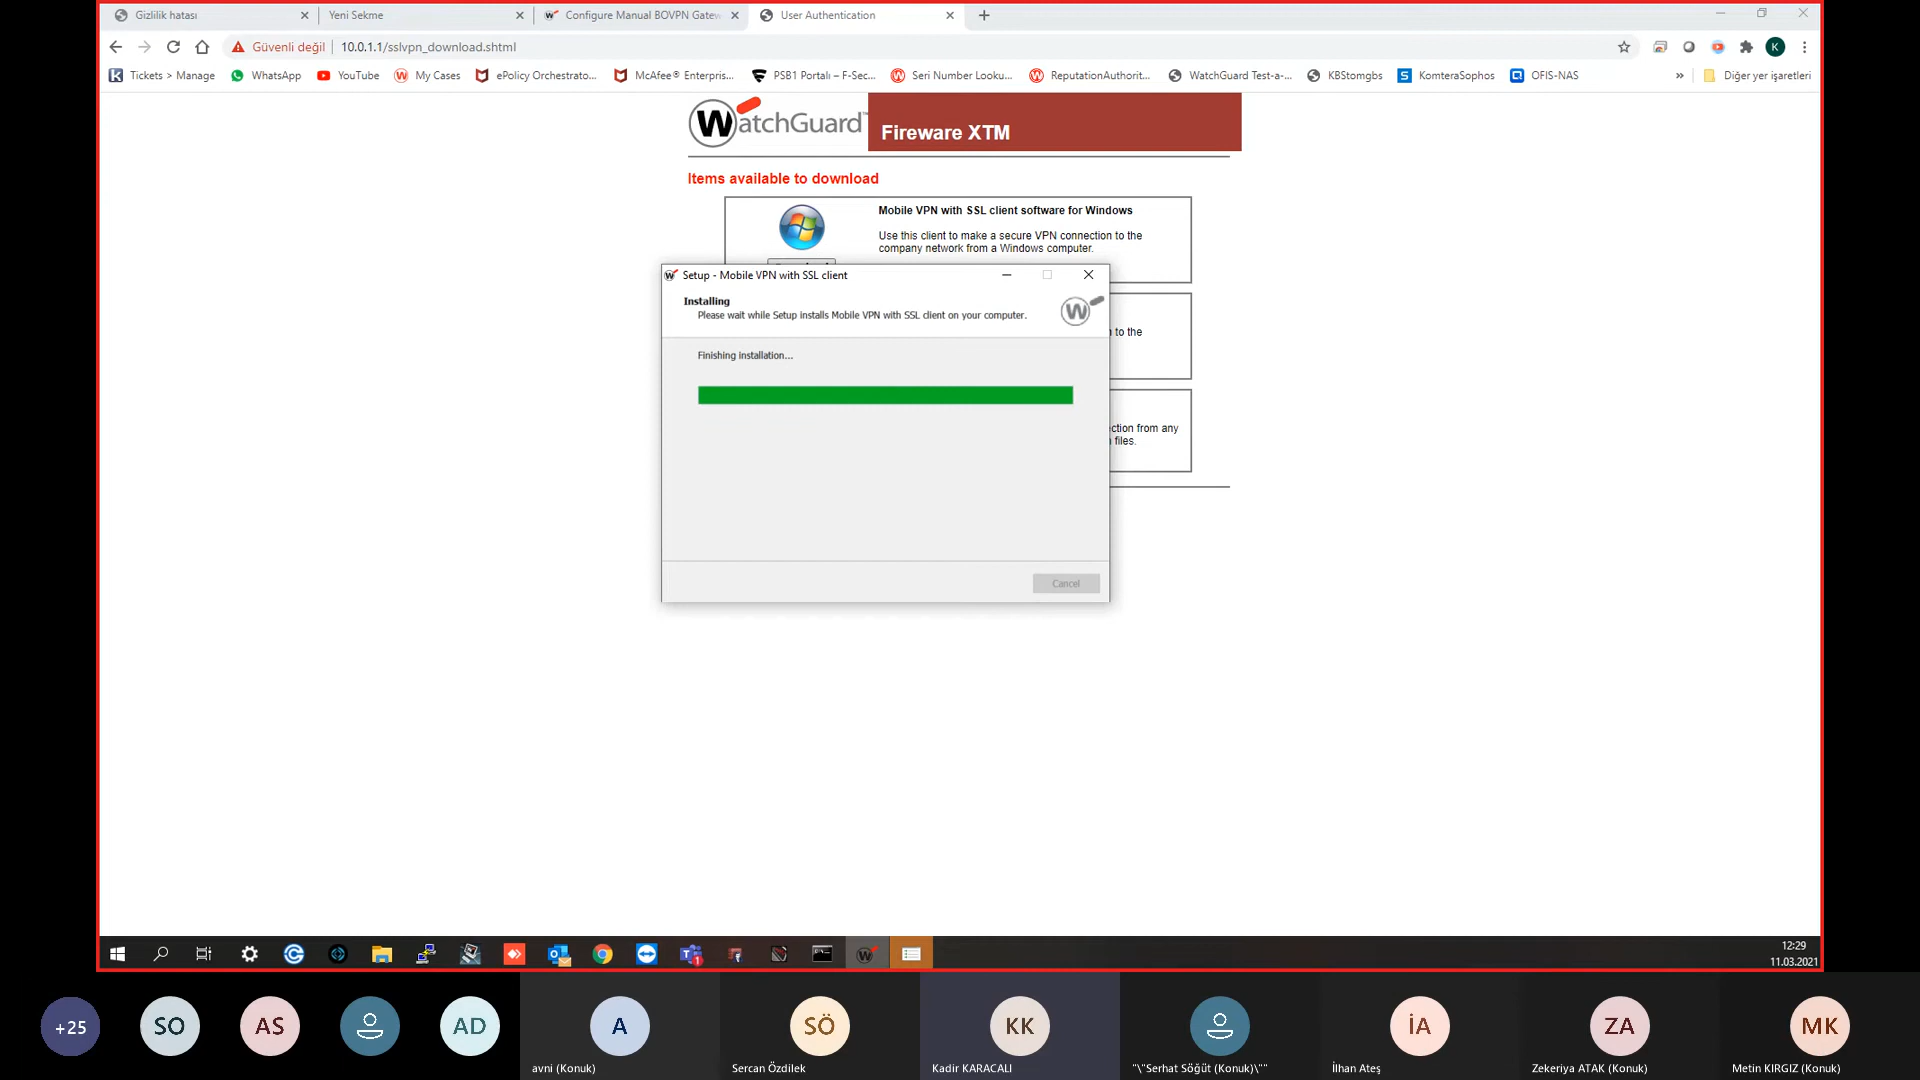 Gizlilik hatası
Yeni Sekme
Configure Manual BOVPN Gatew
User Authentication
Güvenli değil
10.0.1.1/sslvpn_download.shtml
K
Tickets > Manage
WhatsApp
YouTube
My Cases
ePolicy Orchestrato...
McAfee® Enterpris...
PSB1 Portalı – F-Sec...
Seri Number Looku...
ReputationAuthorit...
WatchGuard Test-a-...
KBStomgbs
KomteraSophos
OFIS-NAS
»
Diğer yer işaretleri
WatchGuard
Fireware XTM
Items available to download
Mobile VPN with SSL client software for Windows
Use this client to make a secure VPN connection to the
company network from a Windows computer.
Setup - Mobile VPN with SSL client
Installing
Please wait while Setup installs Mobile VPN with SSL client on your computer.
to the
Finishing installation...
ction from any
files.
Cancel
12:29
11.03.2021
+25
SO
AS
AD
A
SÖ
KK
İA
ZA
MK
avni (Konuk)
Sercan Özdilek
Kadir KARACALI
"\"Serhat Söğüt (Konuk)\""
İlhan Ateş
Zekeriya ATAK (Konuk)
Metin KIRGIZ (Konuk)